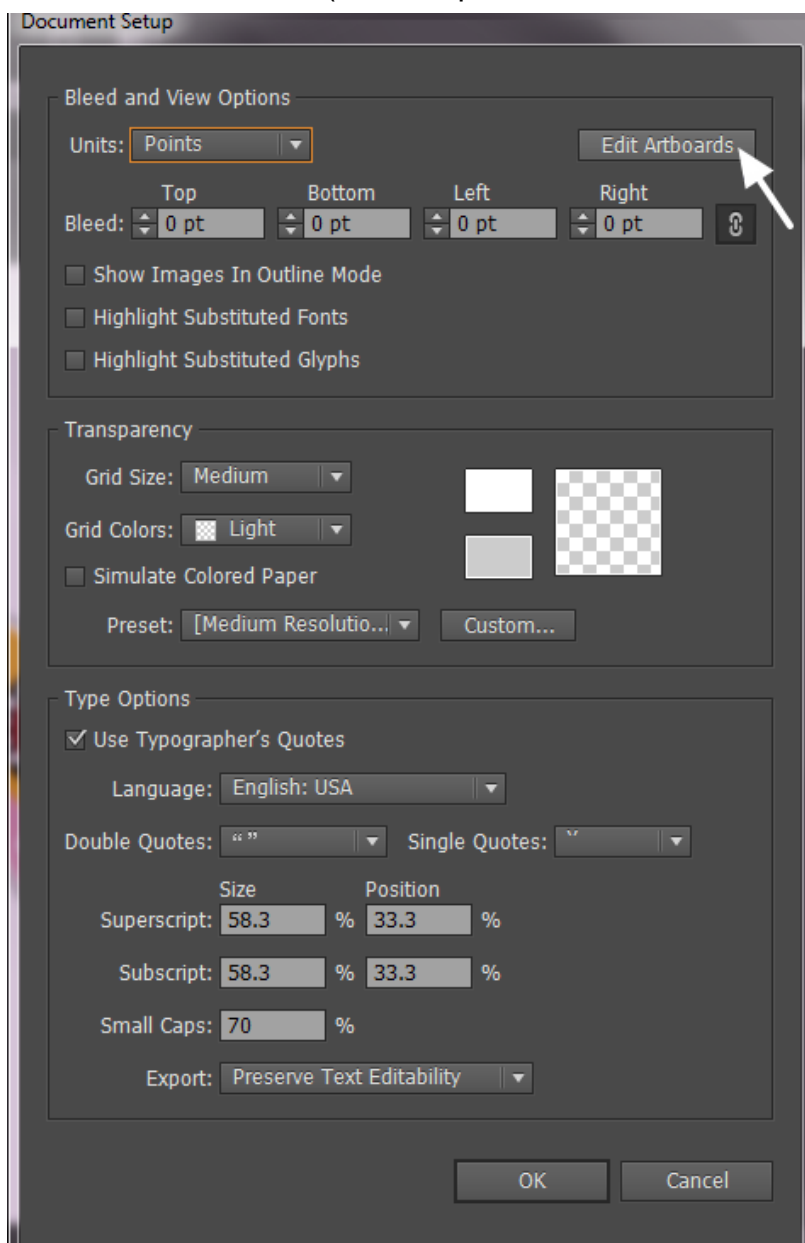 Document Setup
Bleed and View Options
Units: Points Edit Artboards
Top Bottom Left Right
Bleed: 0 pt 0 pt 0 pt 0 pt
Show Images In Outline Mode
Highlight Substituted Fonts
Highlight Substituted Glyphs
Transparency
Grid Size: Medium
Grid Colors: Light
Simulate Colored Paper
Preset: [Medium Resolutio... Custom...
Type Options
Use Typographer's Quotes
Language: English: USA
Double Quotes: “ ” Single Quotes: ‘ ’
Size Position
Superscript: 58.3 % 33.3 %
Subscript: 58.3 % 33.3 %
Small Caps: 70 %
Export: Preserve Text Editability
OK Cancel